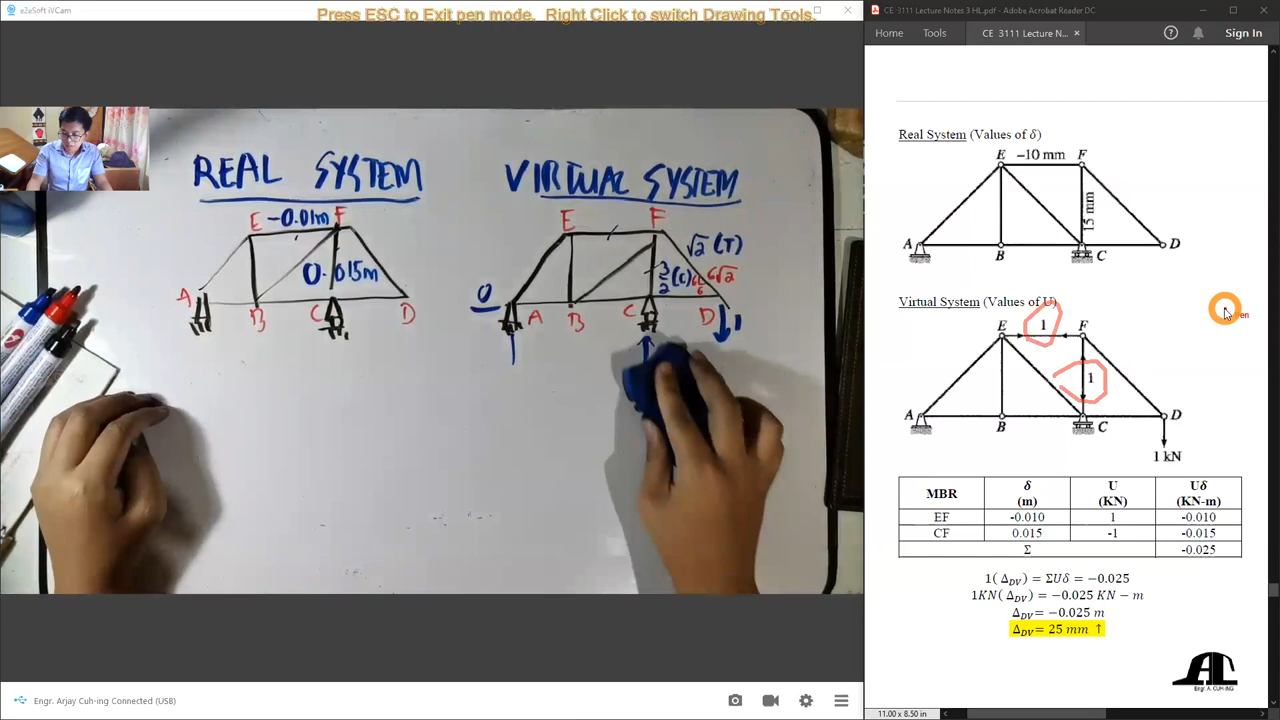 e2eSoft iVCam
Press ESC to Exit pen mode. Right Click to switch Drawing Tools.
REAL SYSTEM
E -0.01m F
0.015m
A
B
C
D
VIRTUAL SYSTEM
E
F
√2 (T)
3/2 (C)
6√2
0
A
B
C
D
1
Engr. Arjay Cuh-ing Connected (USB)
CE 3111 Lecture Notes 3 HL.pdf - Adobe Acrobat Reader DC
Home Tools CE 3111 Lecture N... × Sign In
Real System (Values of δ)
E −10 mm F
15 mm
A
B
C
D
Virtual System (Values of U)
E 1 F
1
A
B
C
D
1 kN
MBR δ (m) U (KN) Uδ (KN-m)
EF -0.010 1 -0.010
CF 0.015 -1 -0.015
Σ -0.025
1( Δ_DV) = ΣUδ = −0.025
1KN( Δ_DV) = −0.025 KN − m
Δ_DV= −0.025 m
Δ_DV= 25 mm ↑
Engr. A. CUH-ING
11.00 x 8.50 in